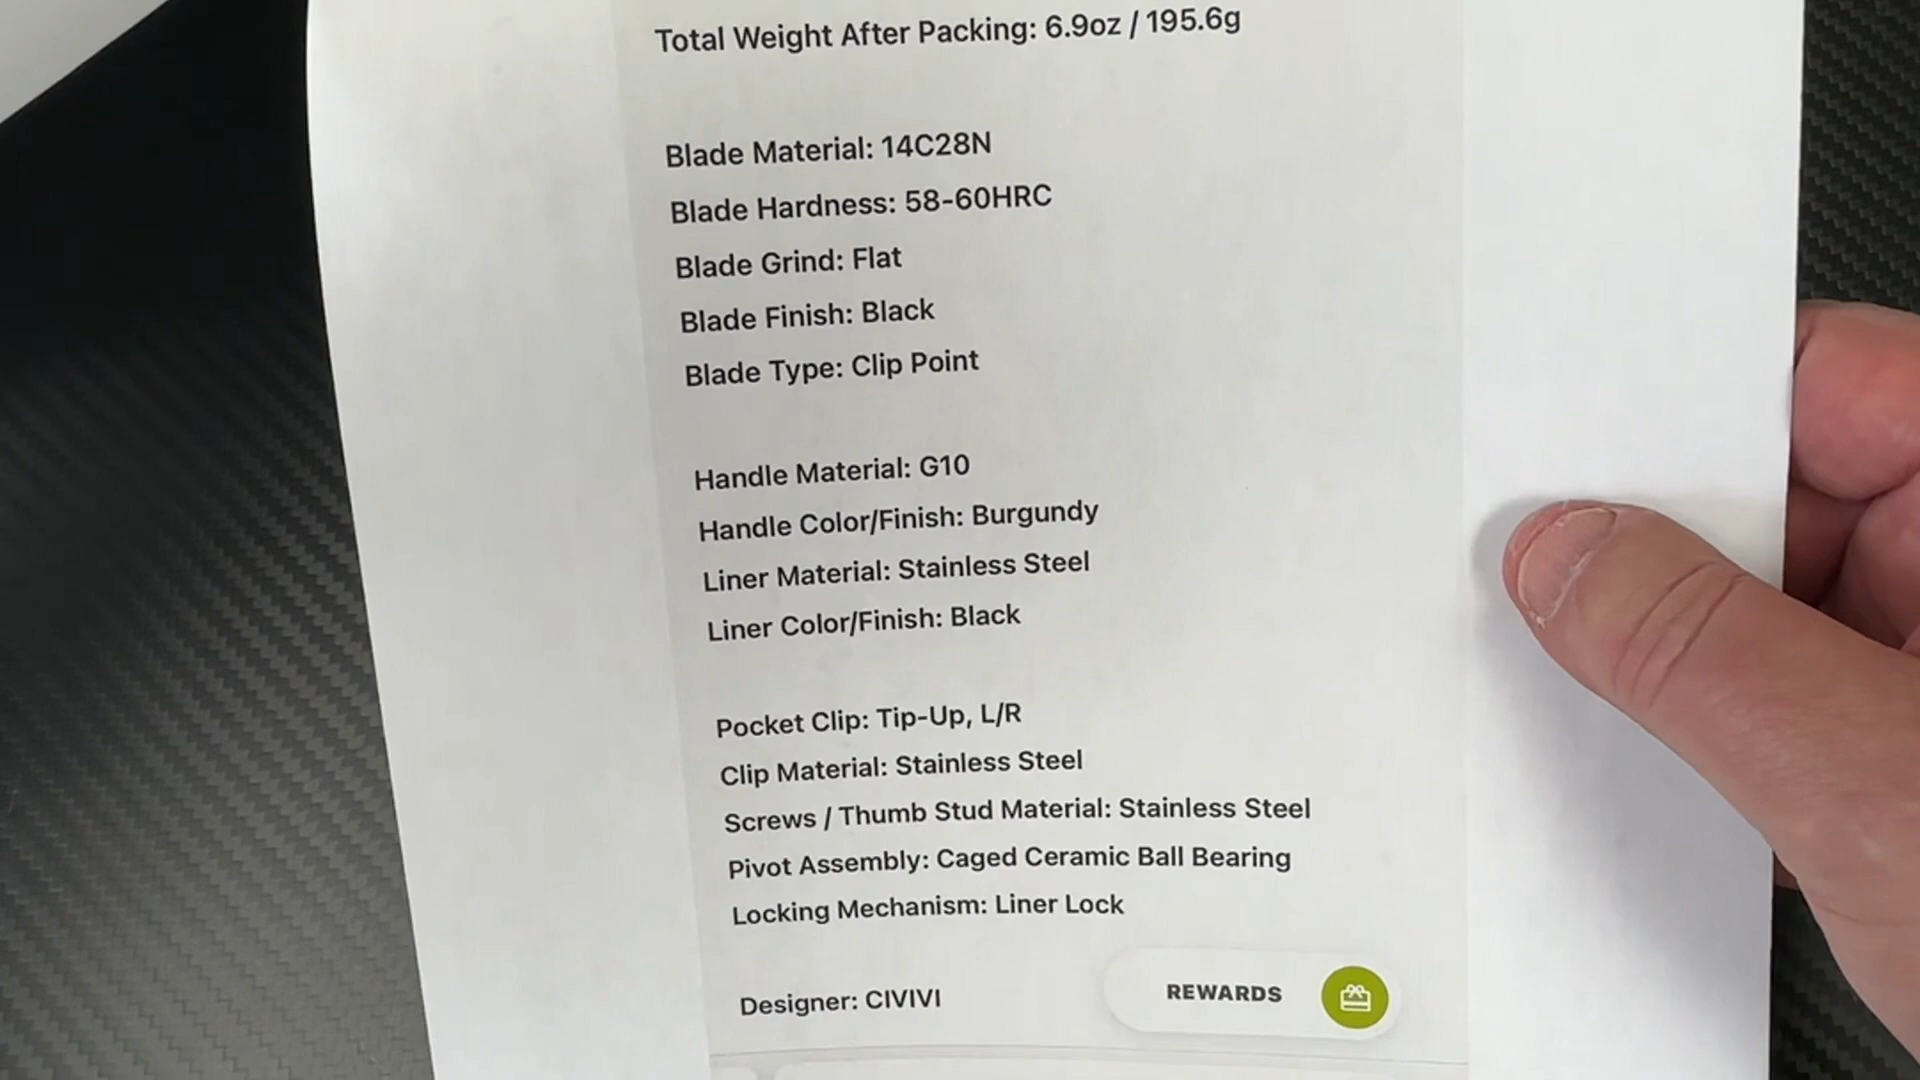 Total Weight After Packing: 6.9oz / 195.6g
Blade Material: 14C28N
Blade Hardness: 58-60HRC
Blade Grind: Flat
Blade Finish: Black
Blade Type: Clip Point
Handle Material: G10
Handle Color/Finish: Burgundy
Liner Material: Stainless Steel
Liner Color/Finish: Black
Pocket Clip: Tip-Up, L/R
Clip Material: Stainless Steel
Screws / Thumb Stud Material: Stainless Steel
Pivot Assembly: Caged Ceramic Ball Bearing
Locking Mechanism: Liner Lock
Designer: CIVIVI
REWARDS